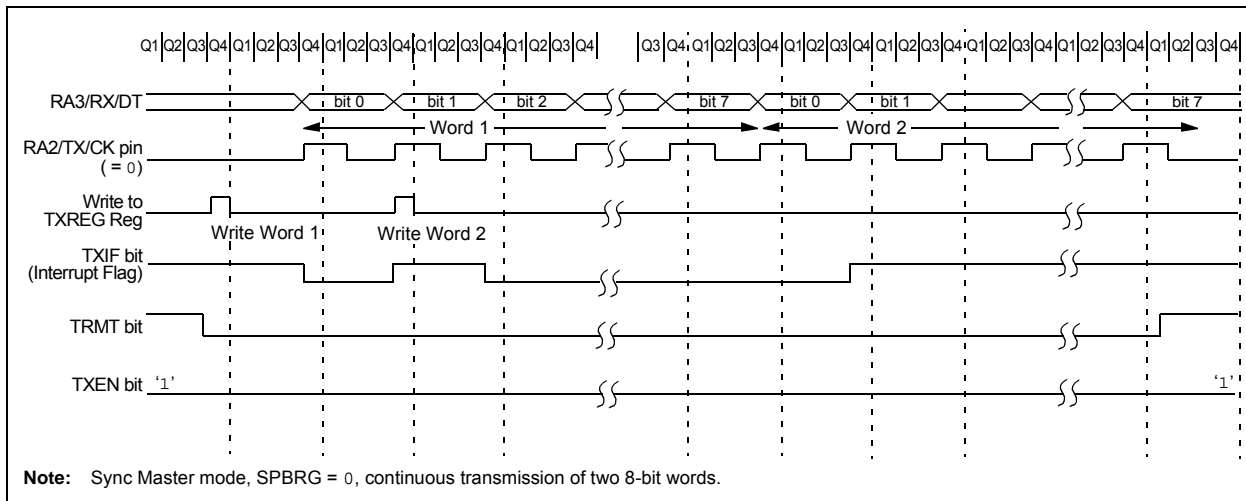 Q1 Q2 Q3 Q4 Q1 Q2 Q3 Q4 Q1 Q2 Q3 Q4 Q1 Q2 Q3 Q4 Q1 Q2 Q3 Q4 Q3 Q4 Q1 Q2 Q3 Q4 Q1 Q2 Q3 Q4 Q1 Q2 Q3 Q4 Q1 Q2 Q3 Q4 Q1 Q2 Q3 Q4 Q1 Q2 Q3 Q4
RA3/RX/DT bit 0 bit 1 bit 2 bit 7 bit 0 bit 1 bit 7
Word 1 Word 2
RA2/TX/CK pin
( = 0)
Write to
TXREG Reg
Write Word 1 Write Word 2
TXIF bit
(Interrupt Flag)
TRMT bit
TXEN bit ‘1’ ‘1’
Note: Sync Master mode, SPBRG = 0, continuous transmission of two 8-bit words.